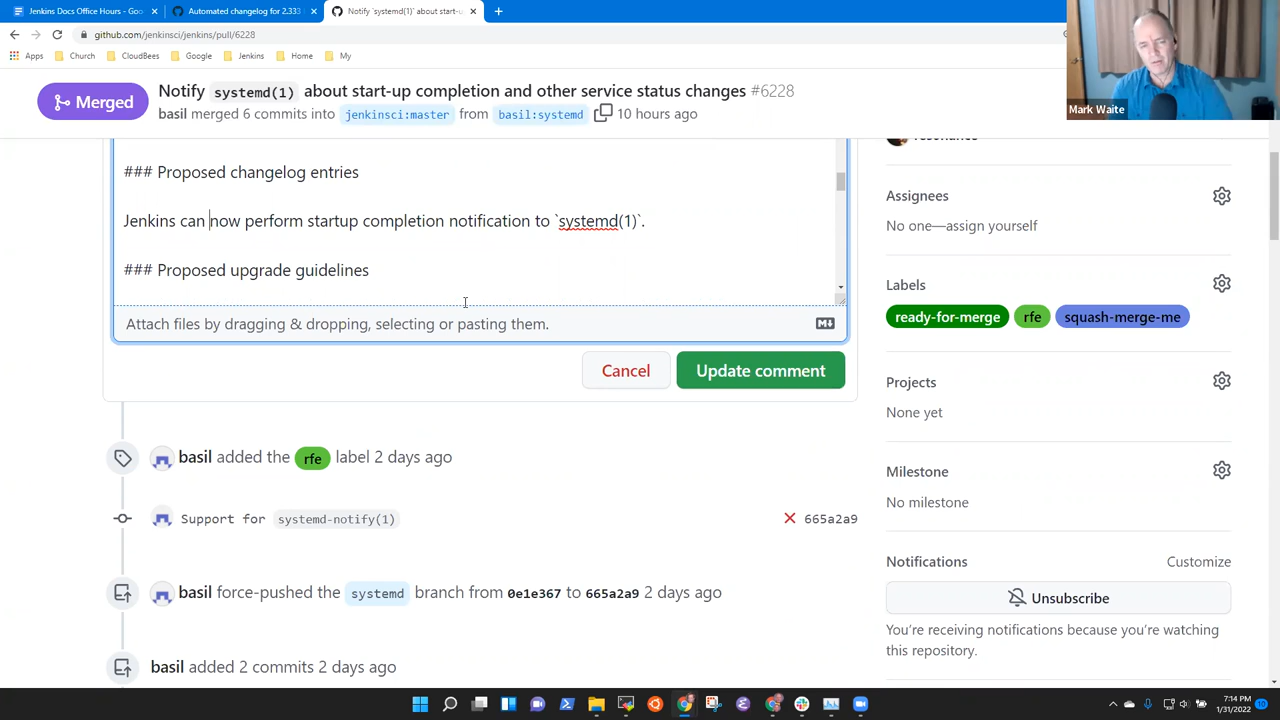 Jenkins Docs Office Hours - Goo
Automated changelog for 2.333
Notify `systemd(1)` about start-u
github.com/jenkinsci/jenkins/pull/6228
Apps
Church
CloudBees
Google
Jenkins
Home
My
Mark Waite
Merged
Notify systemd(1) about start-up completion and other service status changes #6228
basil merged 6 commits into jenkinsci:master from basil:systemd 10 hours ago
### Proposed changelog entries
Jenkins can now perform startup completion notification to `systemd(1)`.
### Proposed upgrade guidelines
Attach files by dragging & dropping, selecting or pasting them.
Cancel
Update comment
basil added the rfe label 2 days ago
Support for systemd-notify(1)
665a2a9
basil force-pushed the systemd branch from 0e1e367 to 665a2a9 2 days ago
basil added 2 commits 2 days ago
Assignees
No one—assign yourself
Labels
ready-for-merge
rfe
squash-merge-me
Projects
None yet
Milestone
No milestone
Notifications
Customize
Unsubscribe
You're receiving notifications because you're watching
this repository.
7:14 PM
1/31/2022